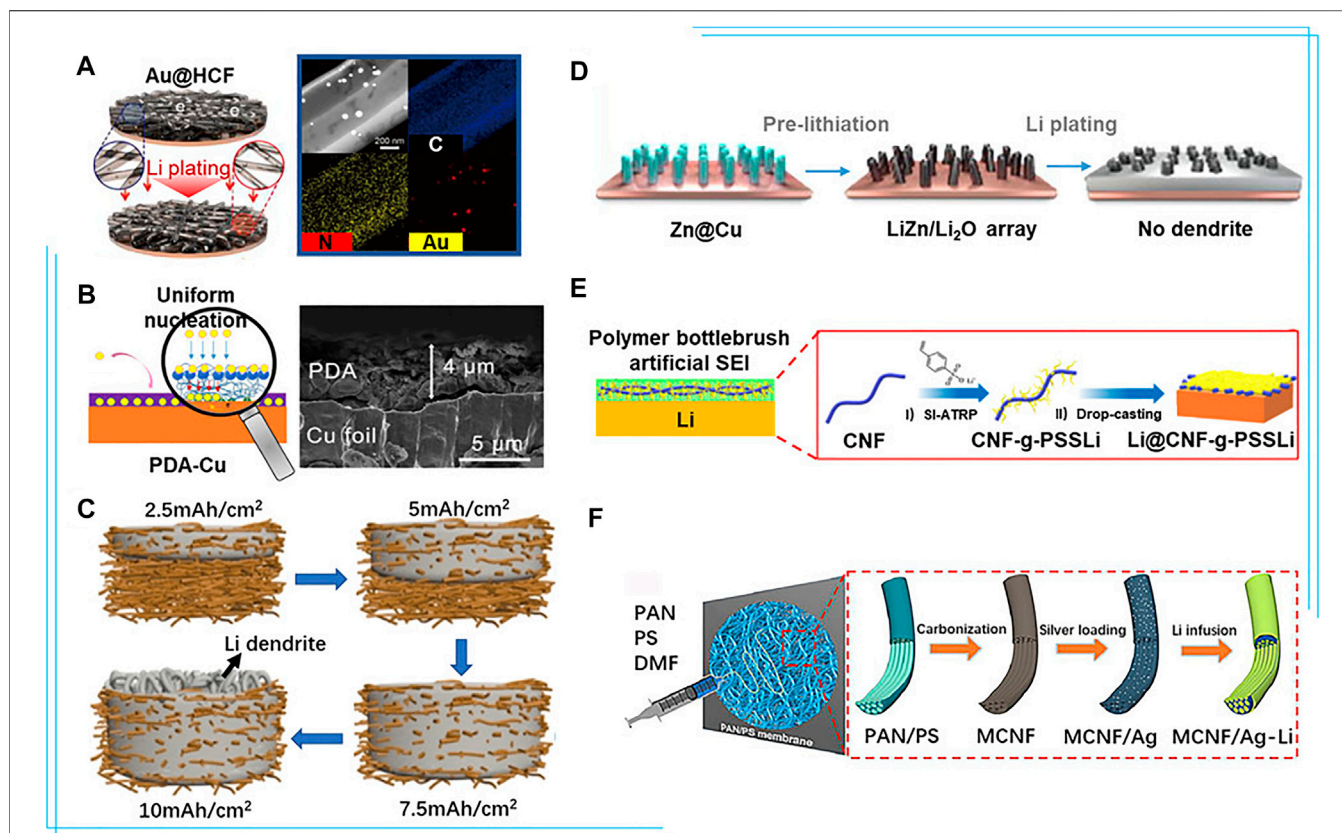 A
Au@HCF
e
e
Li plating
200 nm
C
N
Au
B
Uniform
nucleation
PDA-Cu
PDA
4 μm
Cu foil
5 μm
C
2.5mAh/cm²
5mAh/cm²
Li dendrite
10mAh/cm²
7.5mAh/cm²
D
Pre-lithiation
Li plating
Zn@Cu
LiZn/Li₂O array
No dendrite
E
Polymer bottlebrush
artificial SEI
Li
O
S
O
O Li⁺
I) SI-ATRP
II) Drop-casting
CNF
CNF-g-PSSLi
Li@CNF-g-PSSLi
F
PAN
PS
DMF
PAN/PS membrane
Carbonization
Silver loading
Li infusion
PAN/PS
MCNF
MCNF/Ag
MCNF/Ag-Li